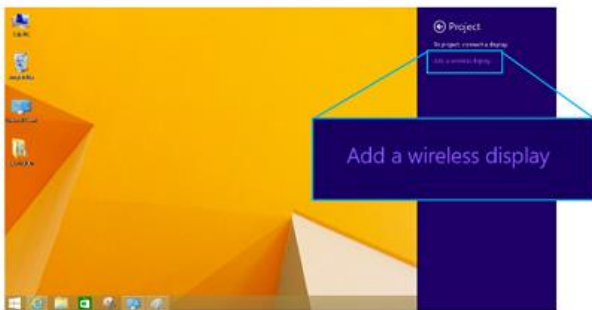 Project
To project, connect a display.
Add a wireless display
Add a wireless display